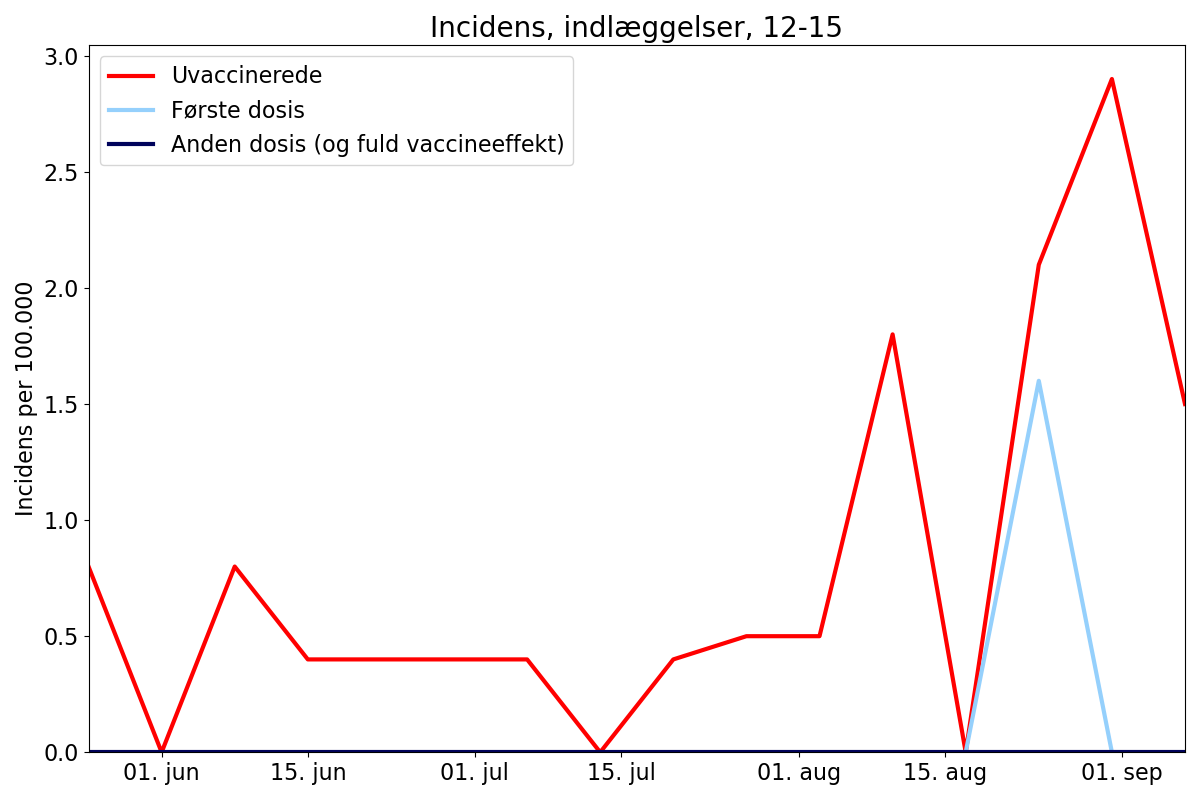 Incidens, indlæggelser, 12-15
Uvaccinerede
Første dosis
Anden dosis (og fuld vaccineeffekt)
Incidens per 100.000
3.0
2.5
2.0
1.5
1.0
0.5
0.0
01. jun 15. jun 01. jul 15. jul 01. aug 15. aug 01. sep